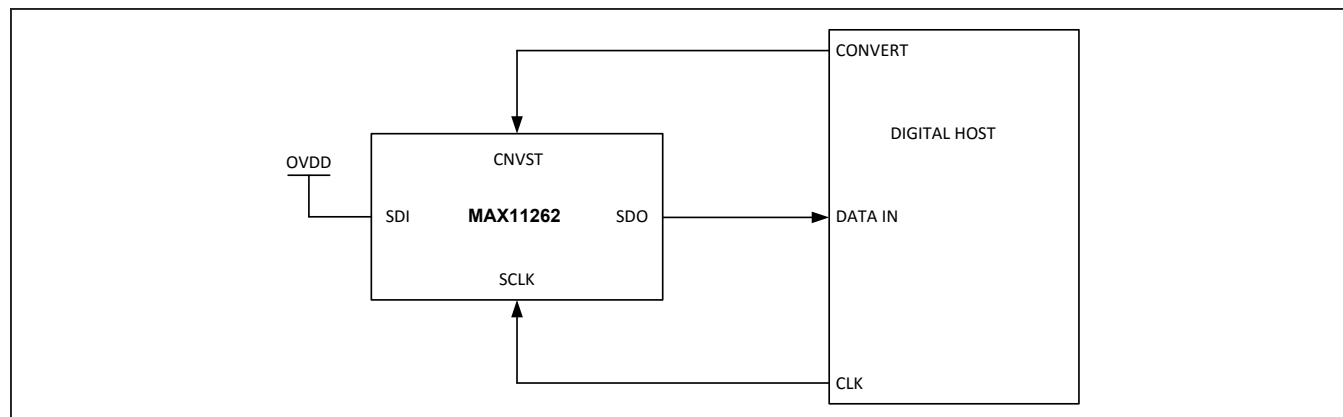 CONVERT
DIGITAL HOST
OVDD
CNVST
SDI
MAX11262
SDO
DATA IN
SCLK
CLK